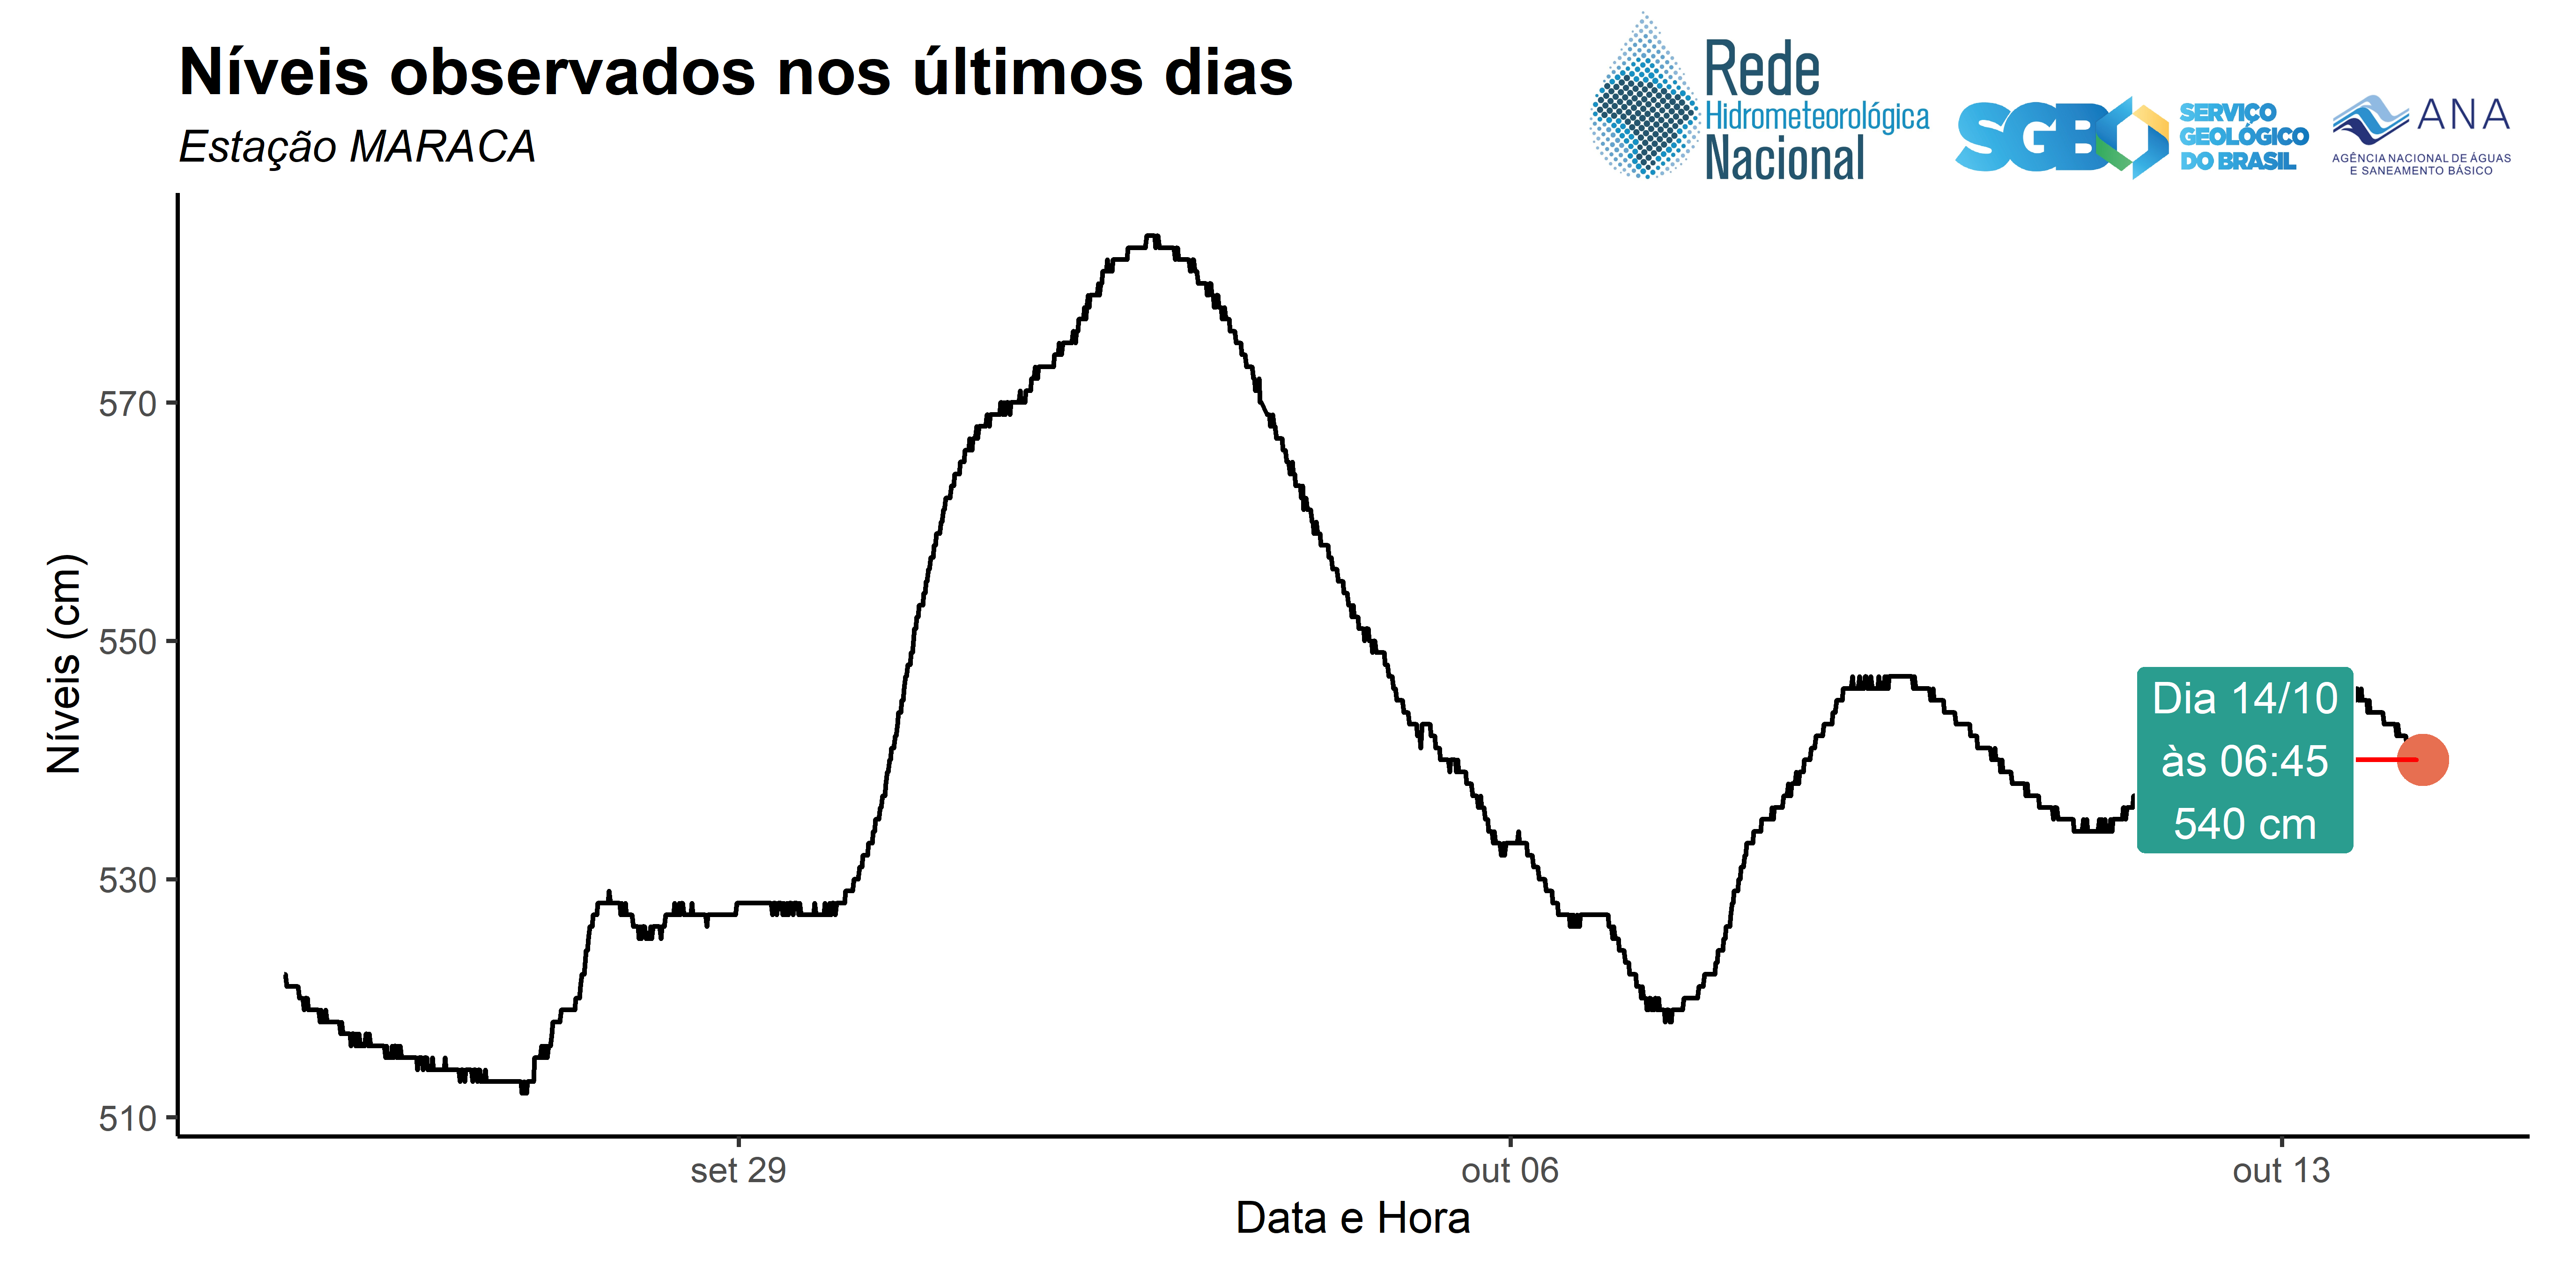 Níveis observados nos últimos dias
Estação MARACA
Rede
Hidrometeorológica
Nacional
SGB
SERVIÇO
GEOLÓGICO
DO BRASIL
ANA
AGÊNCIA NACIONAL DE ÁGUAS
E SANEAMENTO BÁSICO
Níveis (cm)
570
550
530
510
Dia 14/10
às 06:45
540 cm
set 29
out 06
out 13
Data e Hora